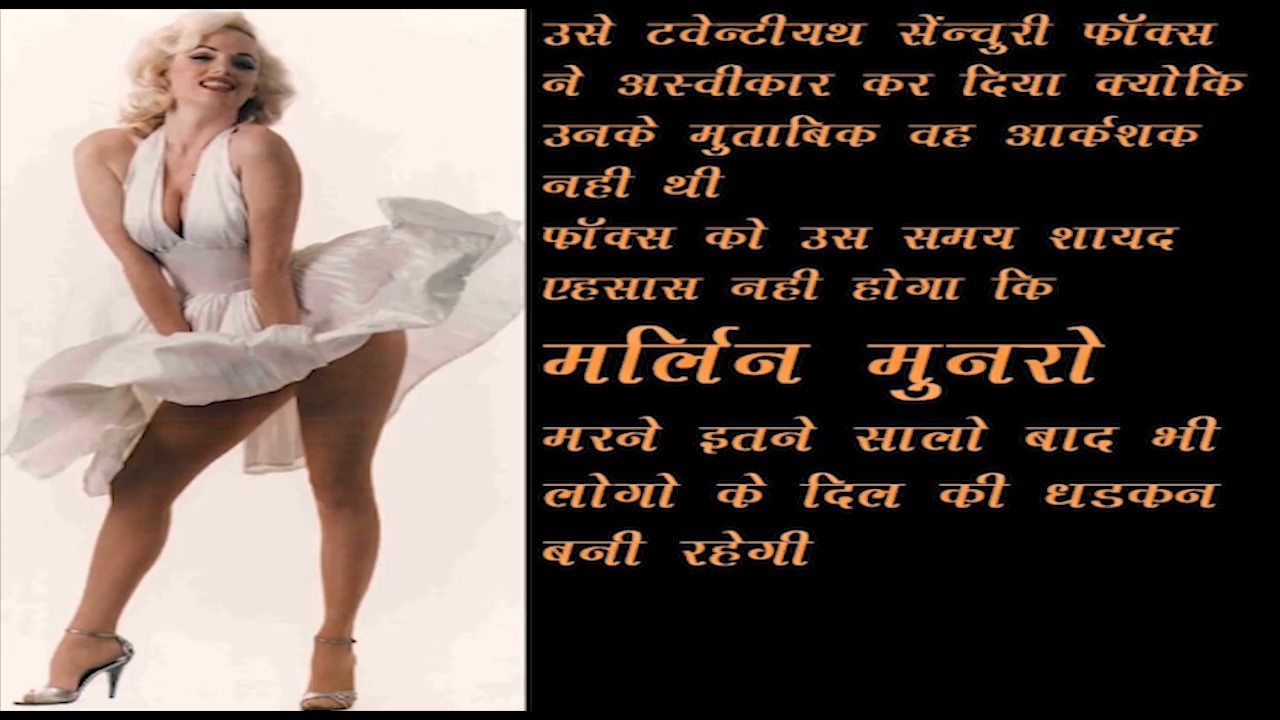 उसे टवेन्टीयथ सेंन्चुरी फॉक्स
ने अस्वीकार कर दिया क्योकि
उनके मुताबिक वह आर्कशक
नही थी
फॉक्स को उस समय शायद
एहसास नही होगा कि
मर्लिन मुनरो
मरने इतने सालो बाद भी
लोगो के दिल की धडकन
बनी रहेगी